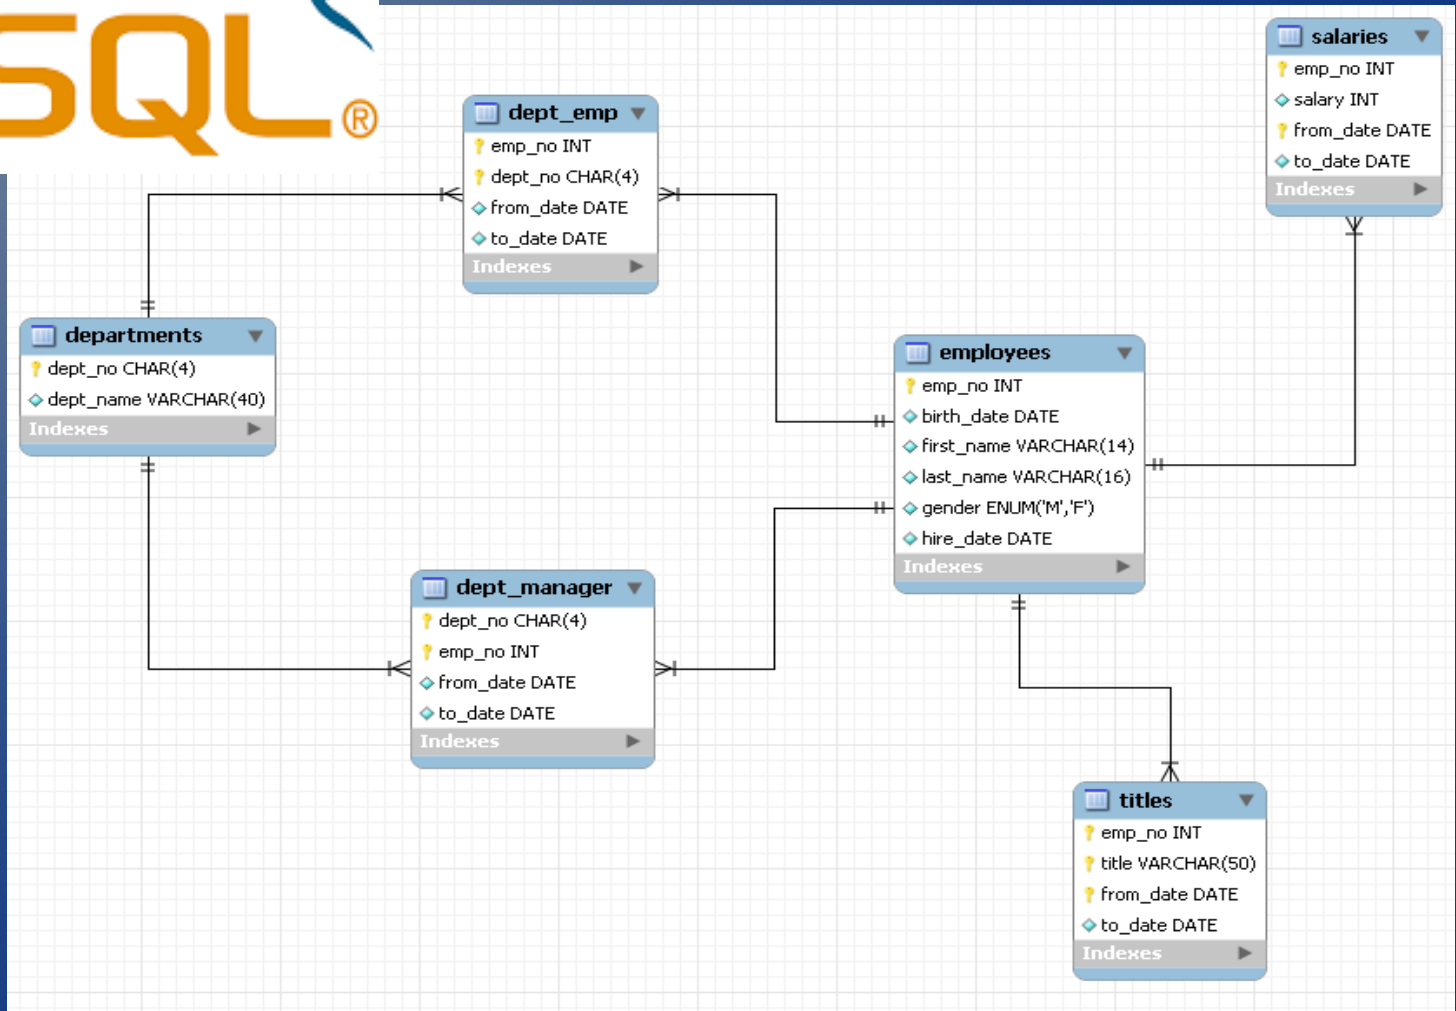 SQL®
dept_emp
emp_no INT
dept_no CHAR(4)
from_date DATE
to_date DATE
Indexes
salaries
emp_no INT
salary INT
from_date DATE
to_date DATE
Indexes
departments
dept_no CHAR(4)
dept_name VARCHAR(40)
Indexes
employees
emp_no INT
birth_date DATE
first_name VARCHAR(14)
last_name VARCHAR(16)
gender ENUM('M','F')
hire_date DATE
Indexes
dept_manager
dept_no CHAR(4)
emp_no INT
from_date DATE
to_date DATE
Indexes
titles
emp_no INT
title VARCHAR(50)
from_date DATE
to_date DATE
Indexes